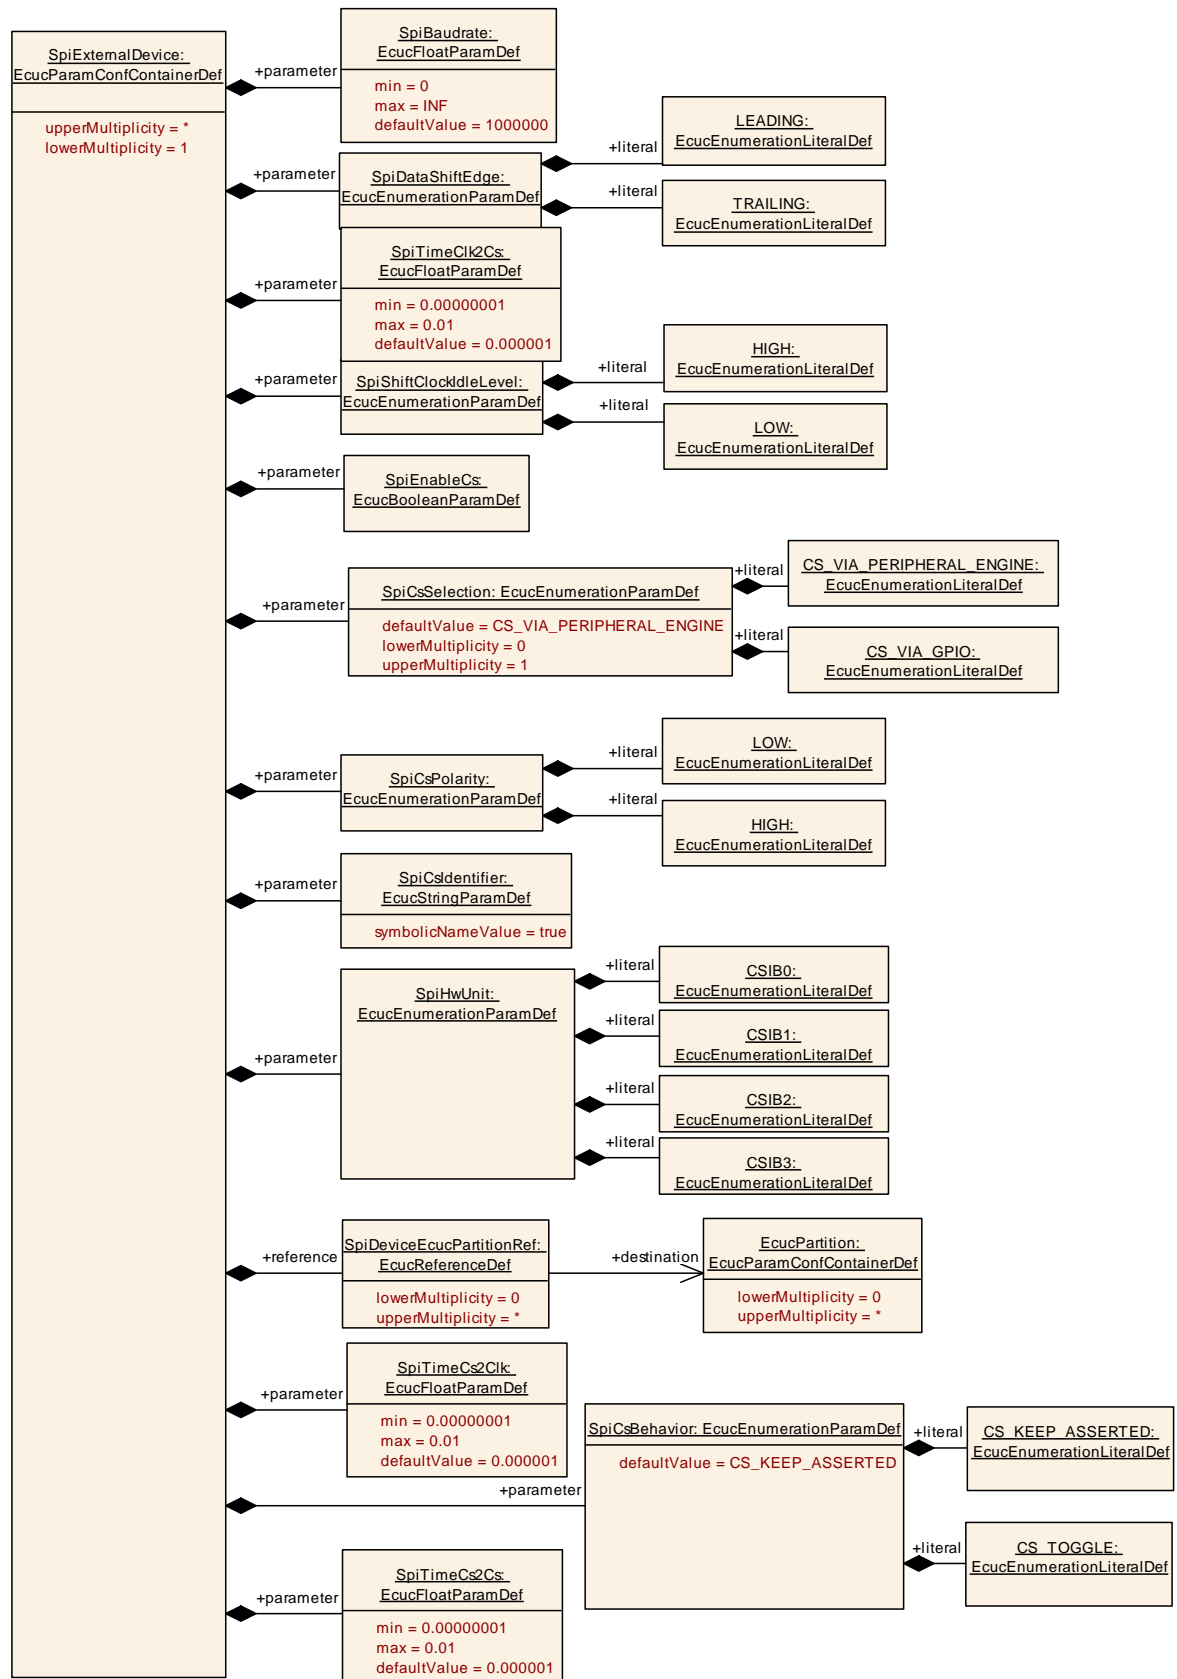 SpiExternalDevice:
EcucParamConfContainerDef
upperMultiplicity = *
lowerMultiplicity = 1
+parameter
SpiBaudrate:
EcucFloatParamDef
min = 0
max = INF
defaultValue = 1000000
+parameter
SpiDataShiftEdge:
EcucEnumerationParamDef
+literal
LEADING:
EcucEnumerationLiteralDef
+literal
TRAILING:
EcucEnumerationLiteralDef
+parameter
SpiTimeClk2Cs:
EcucFloatParamDef
min = 0.00000001
max = 0.01
defaultValue = 0.000001
+parameter
SpiShiftClockIdleLevel:
EcucEnumerationParamDef
+literal
HIGH:
EcucEnumerationLiteralDef
+literal
LOW:
EcucEnumerationLiteralDef
+parameter
SpiEnableCs:
EcucBooleanParamDef
+parameter
SpiCsSelection: EcucEnumerationParamDef
defaultValue = CS_VIA_PERIPHERAL_ENGINE
lowerMultiplicity = 0
upperMultiplicity = 1
+literal
CS_VIA_PERIPHERAL_ENGINE:
EcucEnumerationLiteralDef
+literal
CS_VIA_GPIO:
EcucEnumerationLiteralDef
+parameter
SpiCsPolarity:
EcucEnumerationParamDef
+literal
LOW:
EcucEnumerationLiteralDef
+literal
HIGH:
EcucEnumerationLiteralDef
+parameter
SpiCsIdentifier:
EcucStringParamDef
symbolicNameValue = true
+parameter
SpiHwUnit:
EcucEnumerationParamDef
+literal
CSIB0:
EcucEnumerationLiteralDef
+literal
CSIB1:
EcucEnumerationLiteralDef
+literal
CSIB2:
EcucEnumerationLiteralDef
+literal
CSIB3:
EcucEnumerationLiteralDef
+reference
SpiDeviceEcucPartitionRef:
EcucReferenceDef
lowerMultiplicity = 0
upperMultiplicity = *
+destination
EcucPartition:
EcucParamConfContainerDef
lowerMultiplicity = 0
upperMultiplicity = *
+parameter
SpiTimeCs2Clk:
EcucFloatParamDef
min = 0.00000001
max = 0.01
defaultValue = 0.000001
+parameter
SpiCsBehavior: EcucEnumerationParamDef
defaultValue = CS_KEEP_ASSERTED
+literal
CS_KEEP_ASSERTED:
EcucEnumerationLiteralDef
+literal
CS_TOGGLE:
EcucEnumerationLiteralDef
+parameter
SpiTimeCs2Cs:
EcucFloatParamDef
min = 0.00000001
max = 0.01
defaultValue = 0.000001